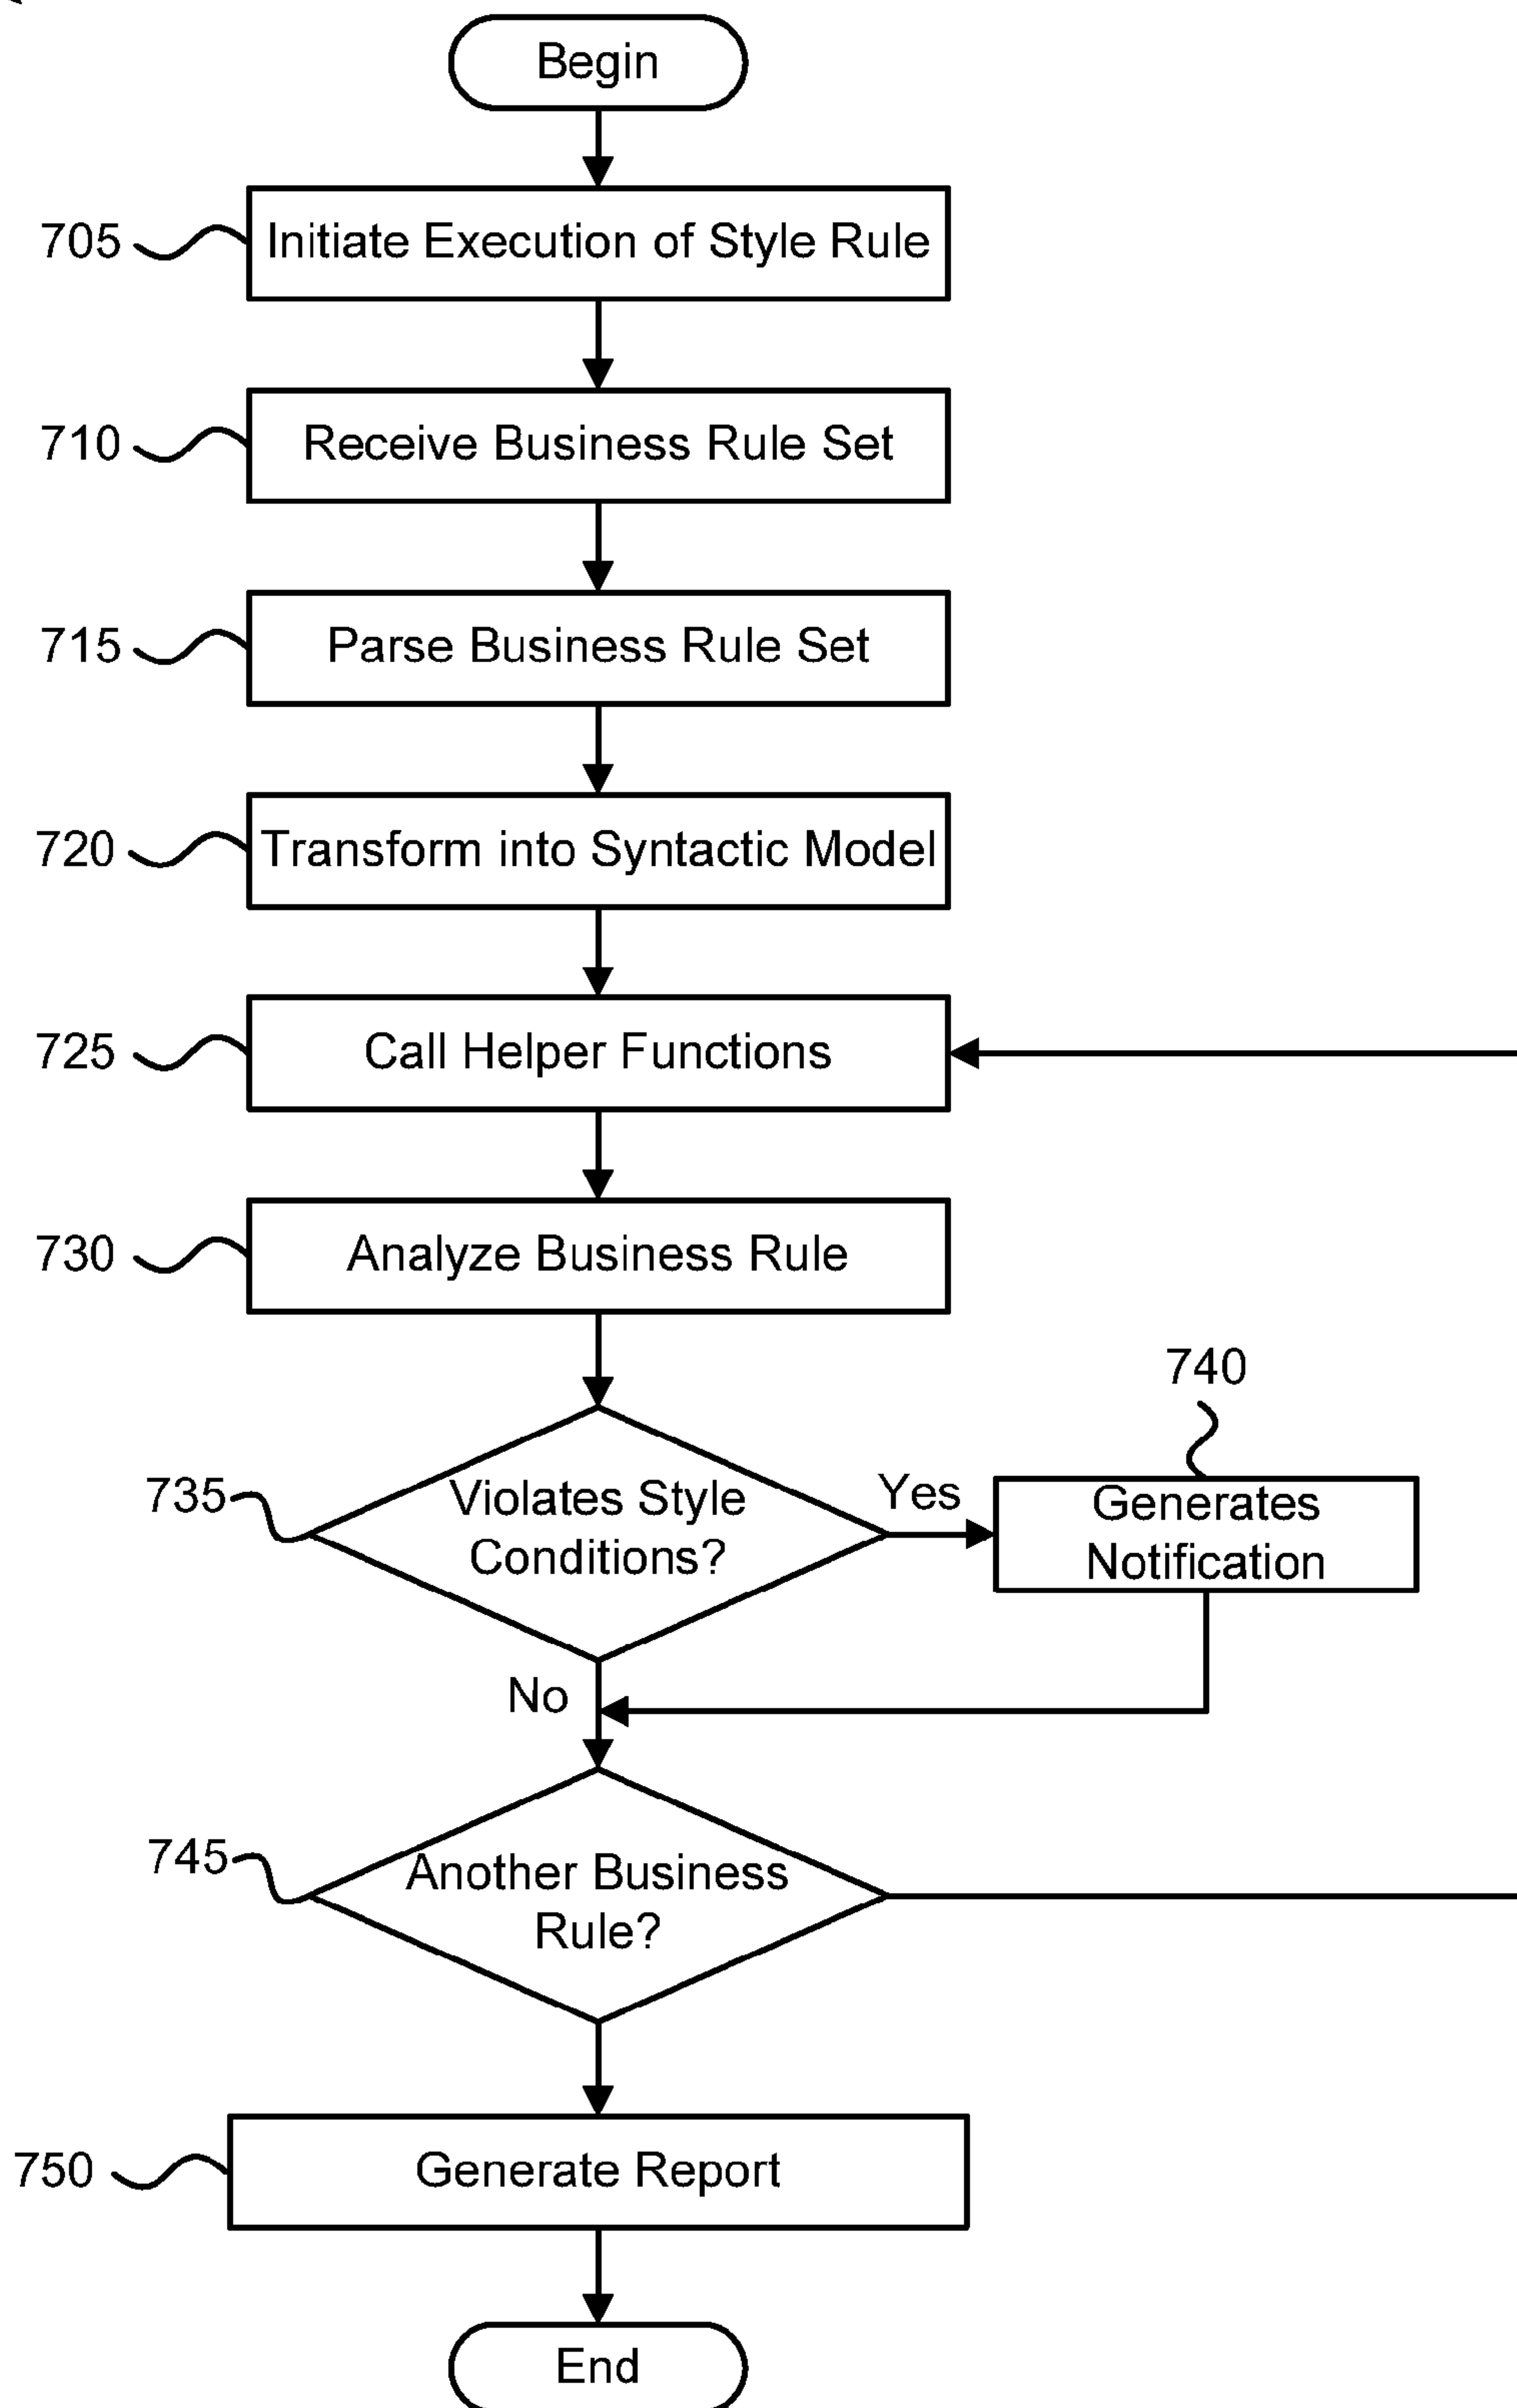 Begin
705
Initiate Execution of Style Rule
710
Receive Business Rule Set
715
Parse Business Rule Set
720
Transform into Syntactic Model
725
Call Helper Functions
730
Analyze Business Rule
740
735
Violates Style
Conditions?
Yes
Generates
Notification
No
745
Another Business
Rule?
750
Generate Report
End